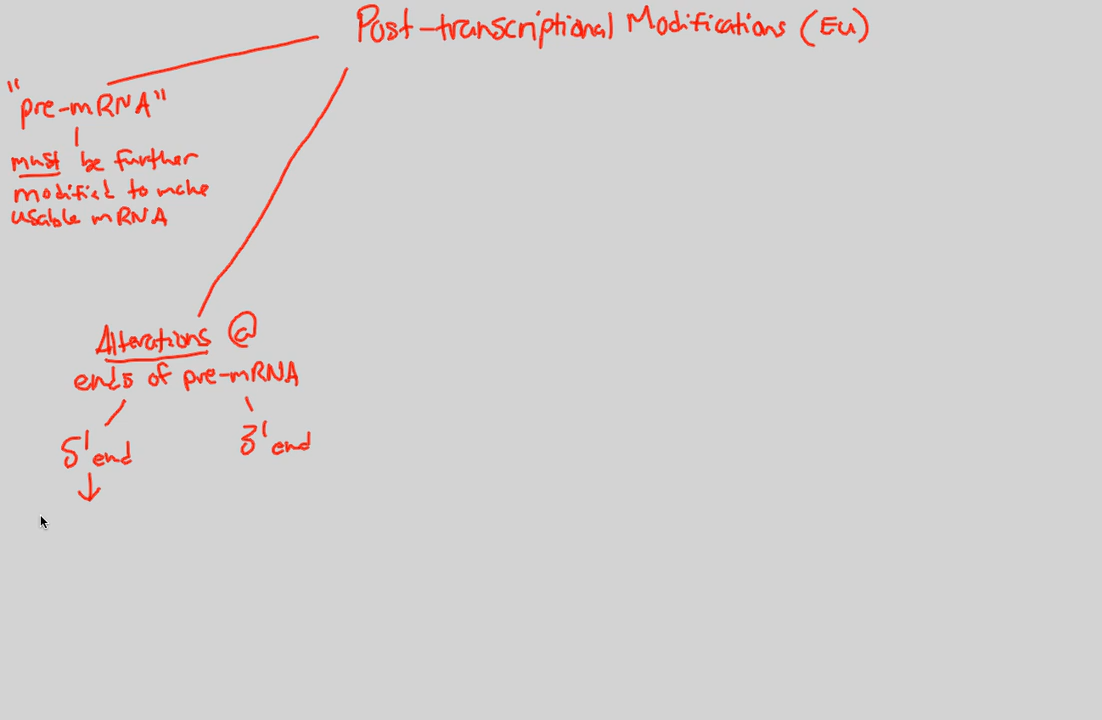 Post-transcriptional Modifications (Eu)
"pre-mRNA"
must be further
modified to make
usable mRNA
Alterations @
ends of pre-mRNA
5' end
3' end